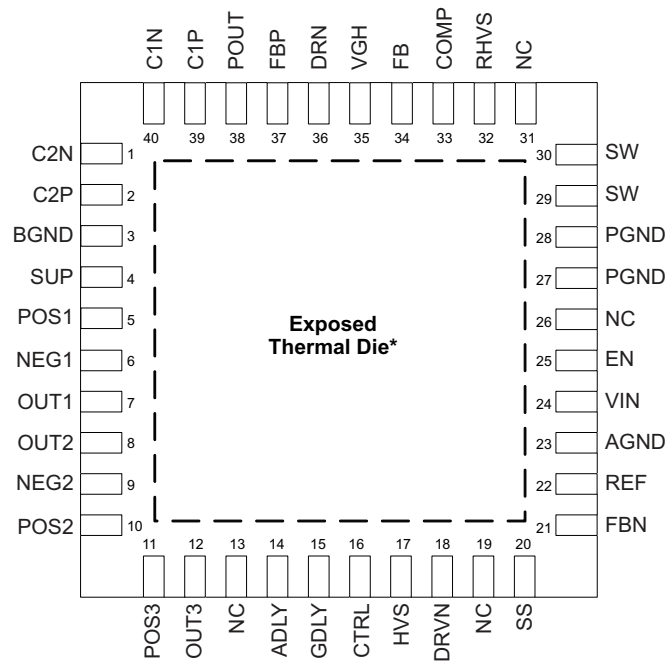 C1N
C1P
POUT
FBP
DRN
VGH
FB
COMP
RHVS
NC
40
39
38
37
36
35
34
33
32
31
C2N 1
C2P 2
BGND 3
SUP 4
POS1 5
NEG1 6
OUT1 7
OUT2 8
NEG2 9
POS2 10
Exposed
Thermal Die*
30 SW
29 SW
28 PGND
27 PGND
26 NC
25 EN
24 VIN
23 AGND
22 REF
21 FBN
11
12
13
14
15
16
17
18
19
20
POS3
OUT3
NC
ADLY
GDLY
CTRL
HVS
DRVN
NC
SS